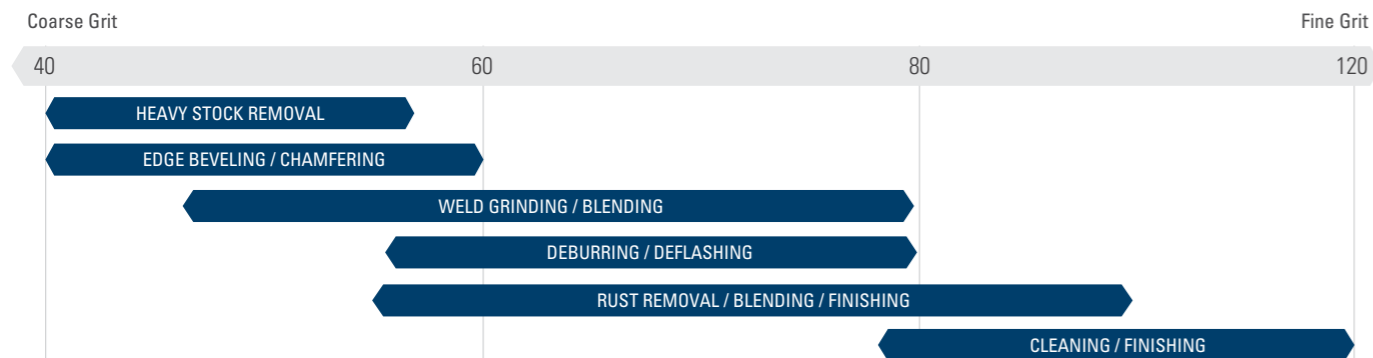 Coarse Grit Fine Grit
40 60 80 120
HEAVY STOCK REMOVAL
EDGE BEVELING / CHAMFERING
WELD GRINDING / BLENDING
DEBURRING / DEFLASHING
RUST REMOVAL / BLENDING / FINISHING
CLEANING / FINISHING